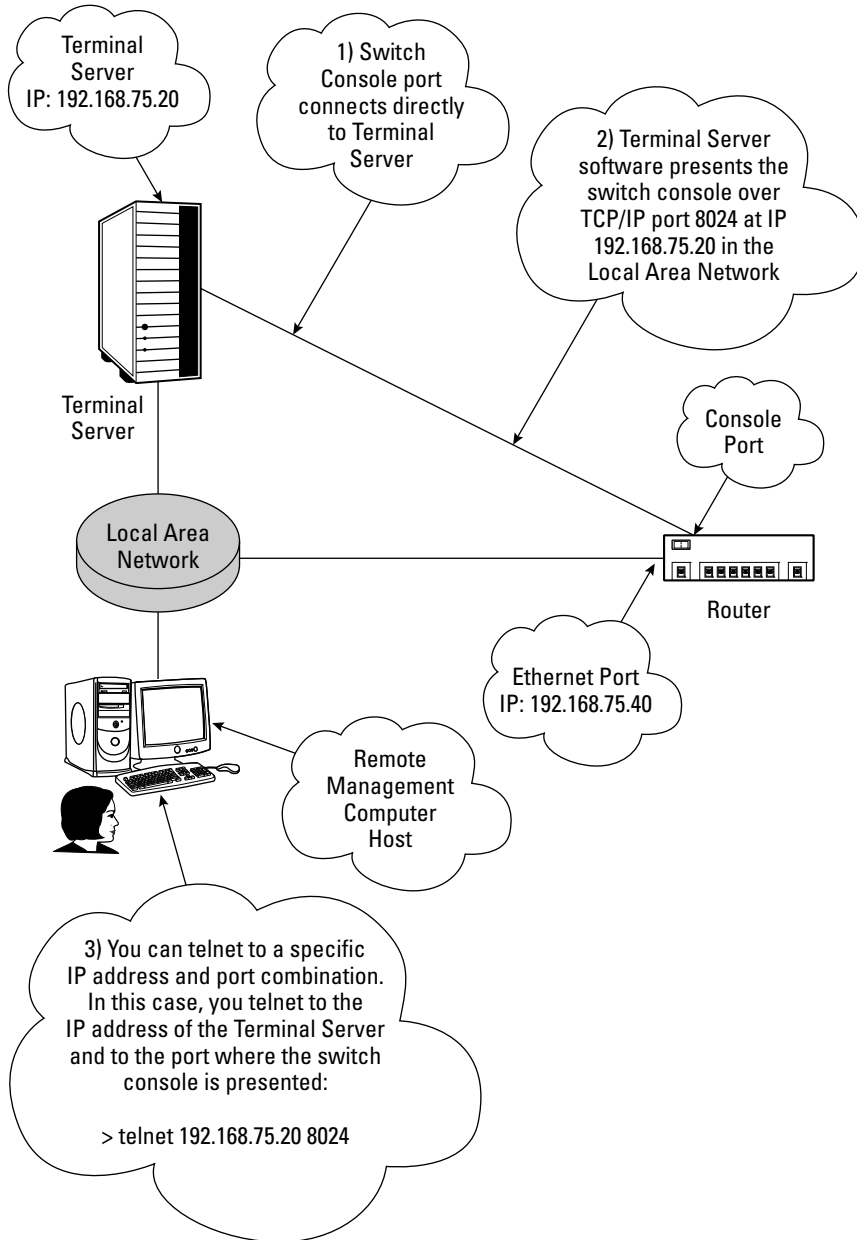 Terminal
Server
IP: 192.168.75.20
1) Switch
Console port
connects directly
to Terminal
Server
2) Terminal Server
software presents the
switch console over
TCP/IP port 8024 at IP
192.168.75.20 in the
Local Area Network
Terminal
Server
Console
Port
Local Area
Network
Router
Ethernet Port
IP: 192.168.75.40
Remote
Management
Computer
Host
3) You can telnet to a specific
IP address and port combination.
In this case, you telnet to the
IP address of the Terminal Server
and to the port where the switch
console is presented:
> telnet 192.168.75.20 8024